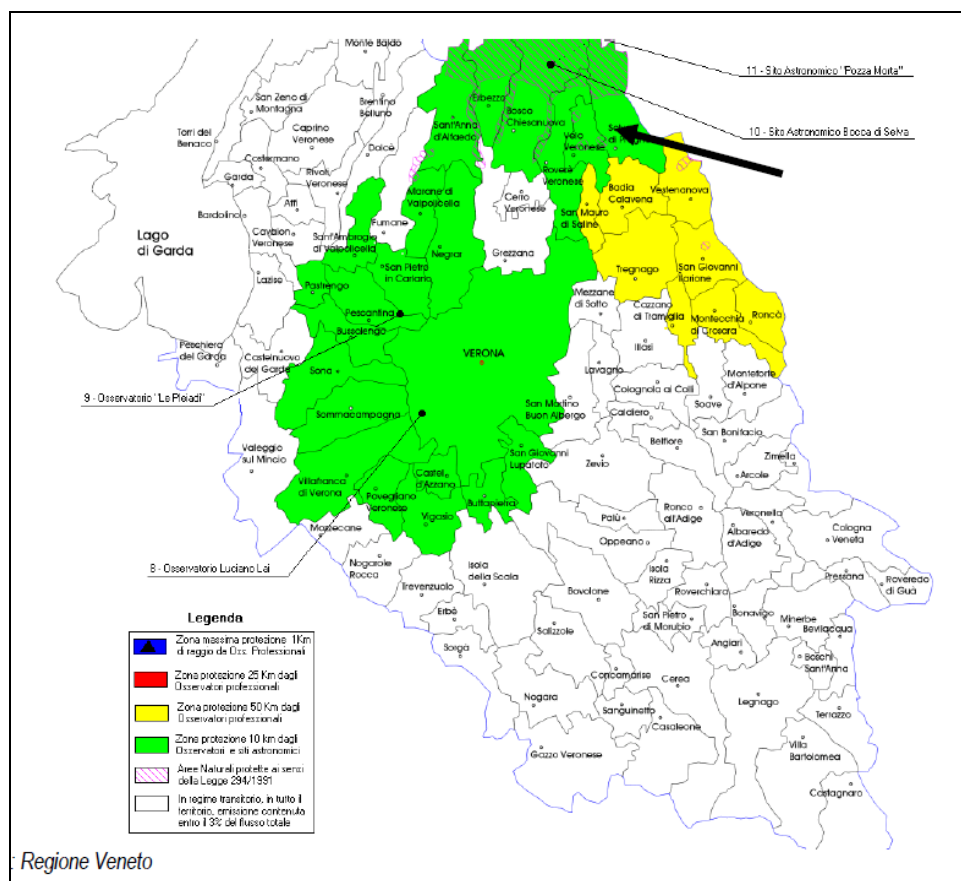 Monte Baldo
11 - Sito Astronomico "Pozza Morta"
San Zeno di
Montagna
Brentino
Belluno
Erbezzo
Bosco
Chiesanuova
Torri del
Benaco
Caprino
Veronese
Sant'Anna
d'Alfaedo
Velo
Veronese
10 - Sito Astronomico Bocca di Selva
Costermano
Dolcè
Garda
Rivoli
Veronese
Roverè
Veronese
Badia
Calavena
Vestenanova
Bardolino
Affi
Marano di
Valpolicella
Cerro
Veronese
San Mauro
di Saline
Lago
di Garda
Cavaion
Veronese
Fumane
Sant'Ambrogio
di Valpolicella
Negrar
Grezzana
San Pietro
in Cariano
Tregnago
San Giovanni
Ilarione
Lazise
Pastrengo
Mezzane
di Sotto
Cazzano
di Tramigna
Montecchia
di Crosara
Roncà
Pescantina
Bussolengo
Illasi
Peschiera
del Garda
Castelnuovo
del Garda
VERONA
Lavagno
Monteforte
d'Alpone
Sona
Colognola ai Colli
9 - Osservatorio "Le Pleiadi"
Sommacampagna
San Martino
Buon Albergo
Caldiero
Soave
San Bonifacio
Belfiore
Valeggio
sul Mincio
San Giovanni
Lupatoto
Zevio
Zimella
Arcole
Villafranca
di Verona
Castel
d'Azzano
Povegliano
Veronese
Buttapietra
Vigasio
Palù
Ronco
all'Adige
Veronella
Mozzecane
Albaredo
d'Adige
Cologna
Veneta
Oppeano
8 - Osservatorio Luciano Lai
Nogarole
Rocca
Isola
della Scala
Isola
Rizza
Pressana
Roveredo
di Guà
Trevenzuolo
Bovolone
Roverchiara
Erbè
San Pietro
di Morubio
Bonavigo
Minerbe
Bevilacqua
Salizzole
Sorgà
Angiari
Boschi
Sant'Anna
Concamarise
Cerea
Nogara
Sanguinetto
Legnago
Terrazzo
Casaleone
Gazzo Veronese
Villa
Bartolomea
Castagnaro
Legenda
Zona massima protezione 1Km
di raggio da Oss. Professionali
Zona protezione 25 Km dagli
Osservatori professionali
Zona protezione 50 Km dagli
Osservatori professionali
Zona protezione 10 km dagli
Osservatori e siti astronomici
Aree Naturali protette ai sensi
della Legge 294/1991
In regime transitorio, in tutto il
territorio, emissione contenuta
entro il 3% del flusso totale
: Regione Veneto